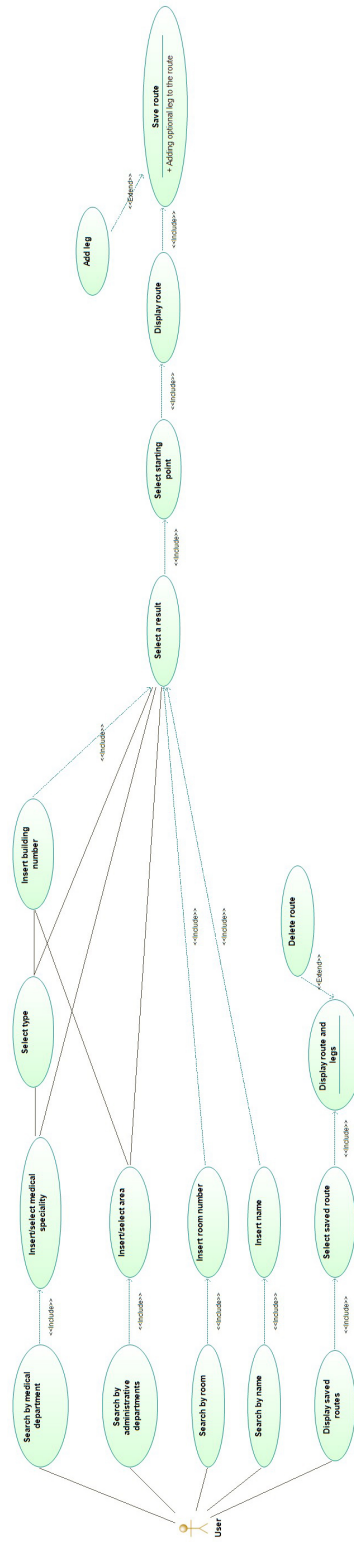 User
Search by medical
department
Search by
administrative
departments
Search by room
Search by name
Display saved
routes
<<Include>>
<<Include>>
<<Include>>
<<Include>>
<<Include>>
Insert/select medical
speciality
Insert/select area
Insert room number
Insert name
Select saved route
<<Include>>
Select type
Display route and
legs
<<Extend>>
Delete route
Insert building
number
<<Include>>
<<Include>>
<<Include>>
Select a result
<<Include>>
Select starting
point
<<Include>>
Display route
<<Include>>
Add leg
<<Extend>>
Save route
+ Adding optional leg to the route